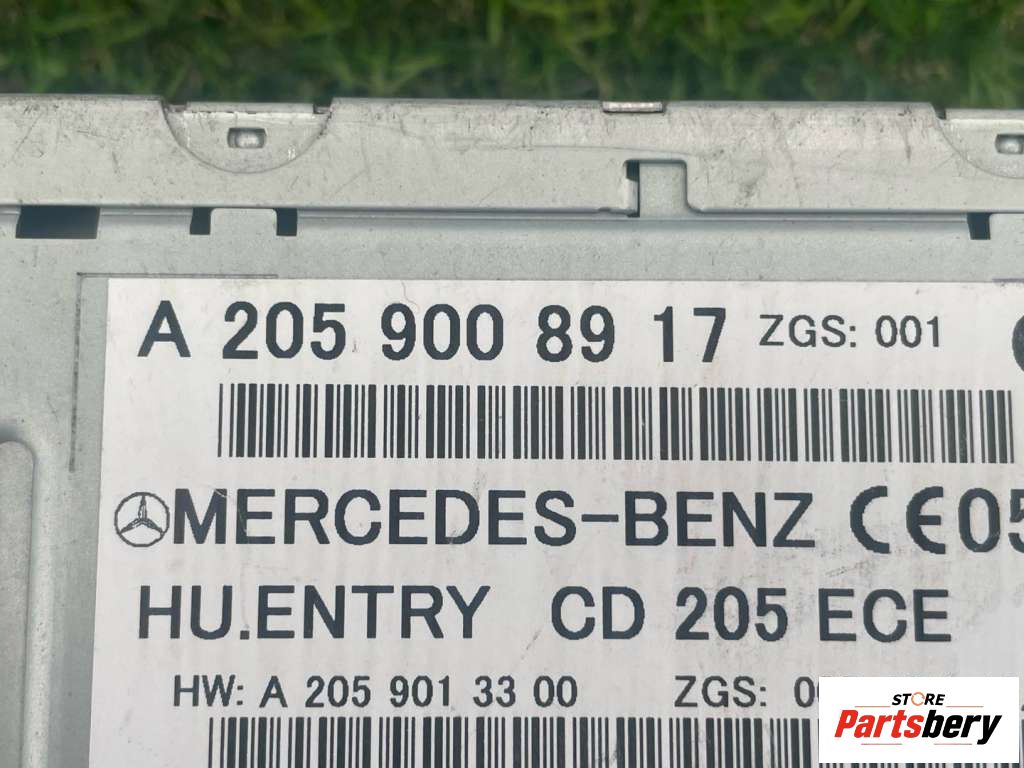 A 205 900 89 17 ZGS: 001
MERCEDES-BENZ CE05
HU.ENTRY CD 205 ECE
HW: A 205 901 33 00 ZGS:
STORE
Partsbery